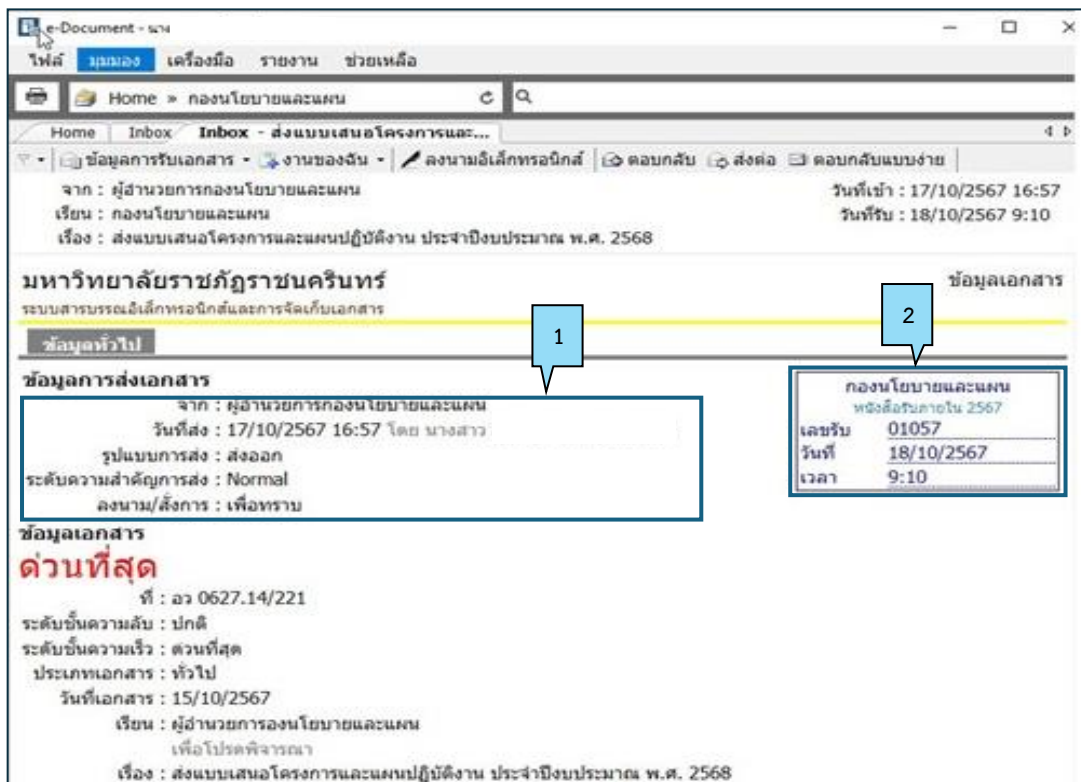 e-Document - นาง
ไฟล์ มุมมอง เครื่องมือ รายงาน ช่วยเหลือ
Home » กองนโยบายและแผน
Home Inbox Inbox - ส่งแบบเสนอโครงการและ...
ข้อมูลการรับเอกสาร งานของฉัน ลงนามอิเล็กทรอนิกส์ ตอบกลับ ส่งต่อ ตอบกลับแบบง่าย
จาก : ผู้อำนวยการกองนโยบายและแผน วันที่เข้า : 17/10/2567 16:57
เรียน : กองนโยบายและแผน วันที่รับ : 18/10/2567 9:10
เรื่อง : ส่งแบบเสนอโครงการและแผนปฏิบัติงาน ประจำปีงบประมาณ พ.ศ. 2568
มหาวิทยาลัยราชภัฏราชนครินทร์ ข้อมูลเอกสาร
ระบบสารบรรณอิเล็กทรอนิกส์และการจัดเก็บเอกสาร
1
2
ข้อมูลทั่วไป
ข้อมูลการส่งเอกสาร
จาก : ผู้อำนวยการกองนโยบายและแผน
วันที่ส่ง : 17/10/2567 16:57 โดย นางสาว
รูปแบบการส่ง : ส่งออก
ระดับความสำคัญการส่ง : Normal
ลงนาม/สั่งการ : เพื่อทราบ
กองนโยบายและแผน
หนังสือรับภายใน 2567
เลขรับ 01057
วันที่ 18/10/2567
เวลา 9:10
ข้อมูลเอกสาร
ด่วนที่สุด
ที่ : อว 0627.14/221
ระดับชั้นความลับ : ปกติ
ระดับชั้นความเร็ว : ด่วนที่สุด
ประเภทเอกสาร : ทั่วไป
วันที่เอกสาร : 15/10/2567
เรียน : ผู้อำนวยการองนโยบายและแผน
เพื่อโปรดพิจารณา
เรื่อง : ส่งแบบเสนอโครงการและแผนปฏิบัติงาน ประจำปีงบประมาณ พ.ศ. 2568